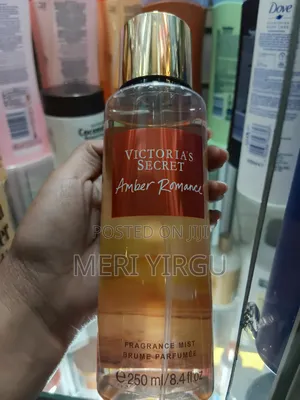 Dove
VICTORIA'S
SECRET
Amber Romance
POSTED ON JIJI
MERI YIRGU
FRAGRANCE MIST
BRUME PARFUMÉE
℮ 250 ml / 8.4 fl oz